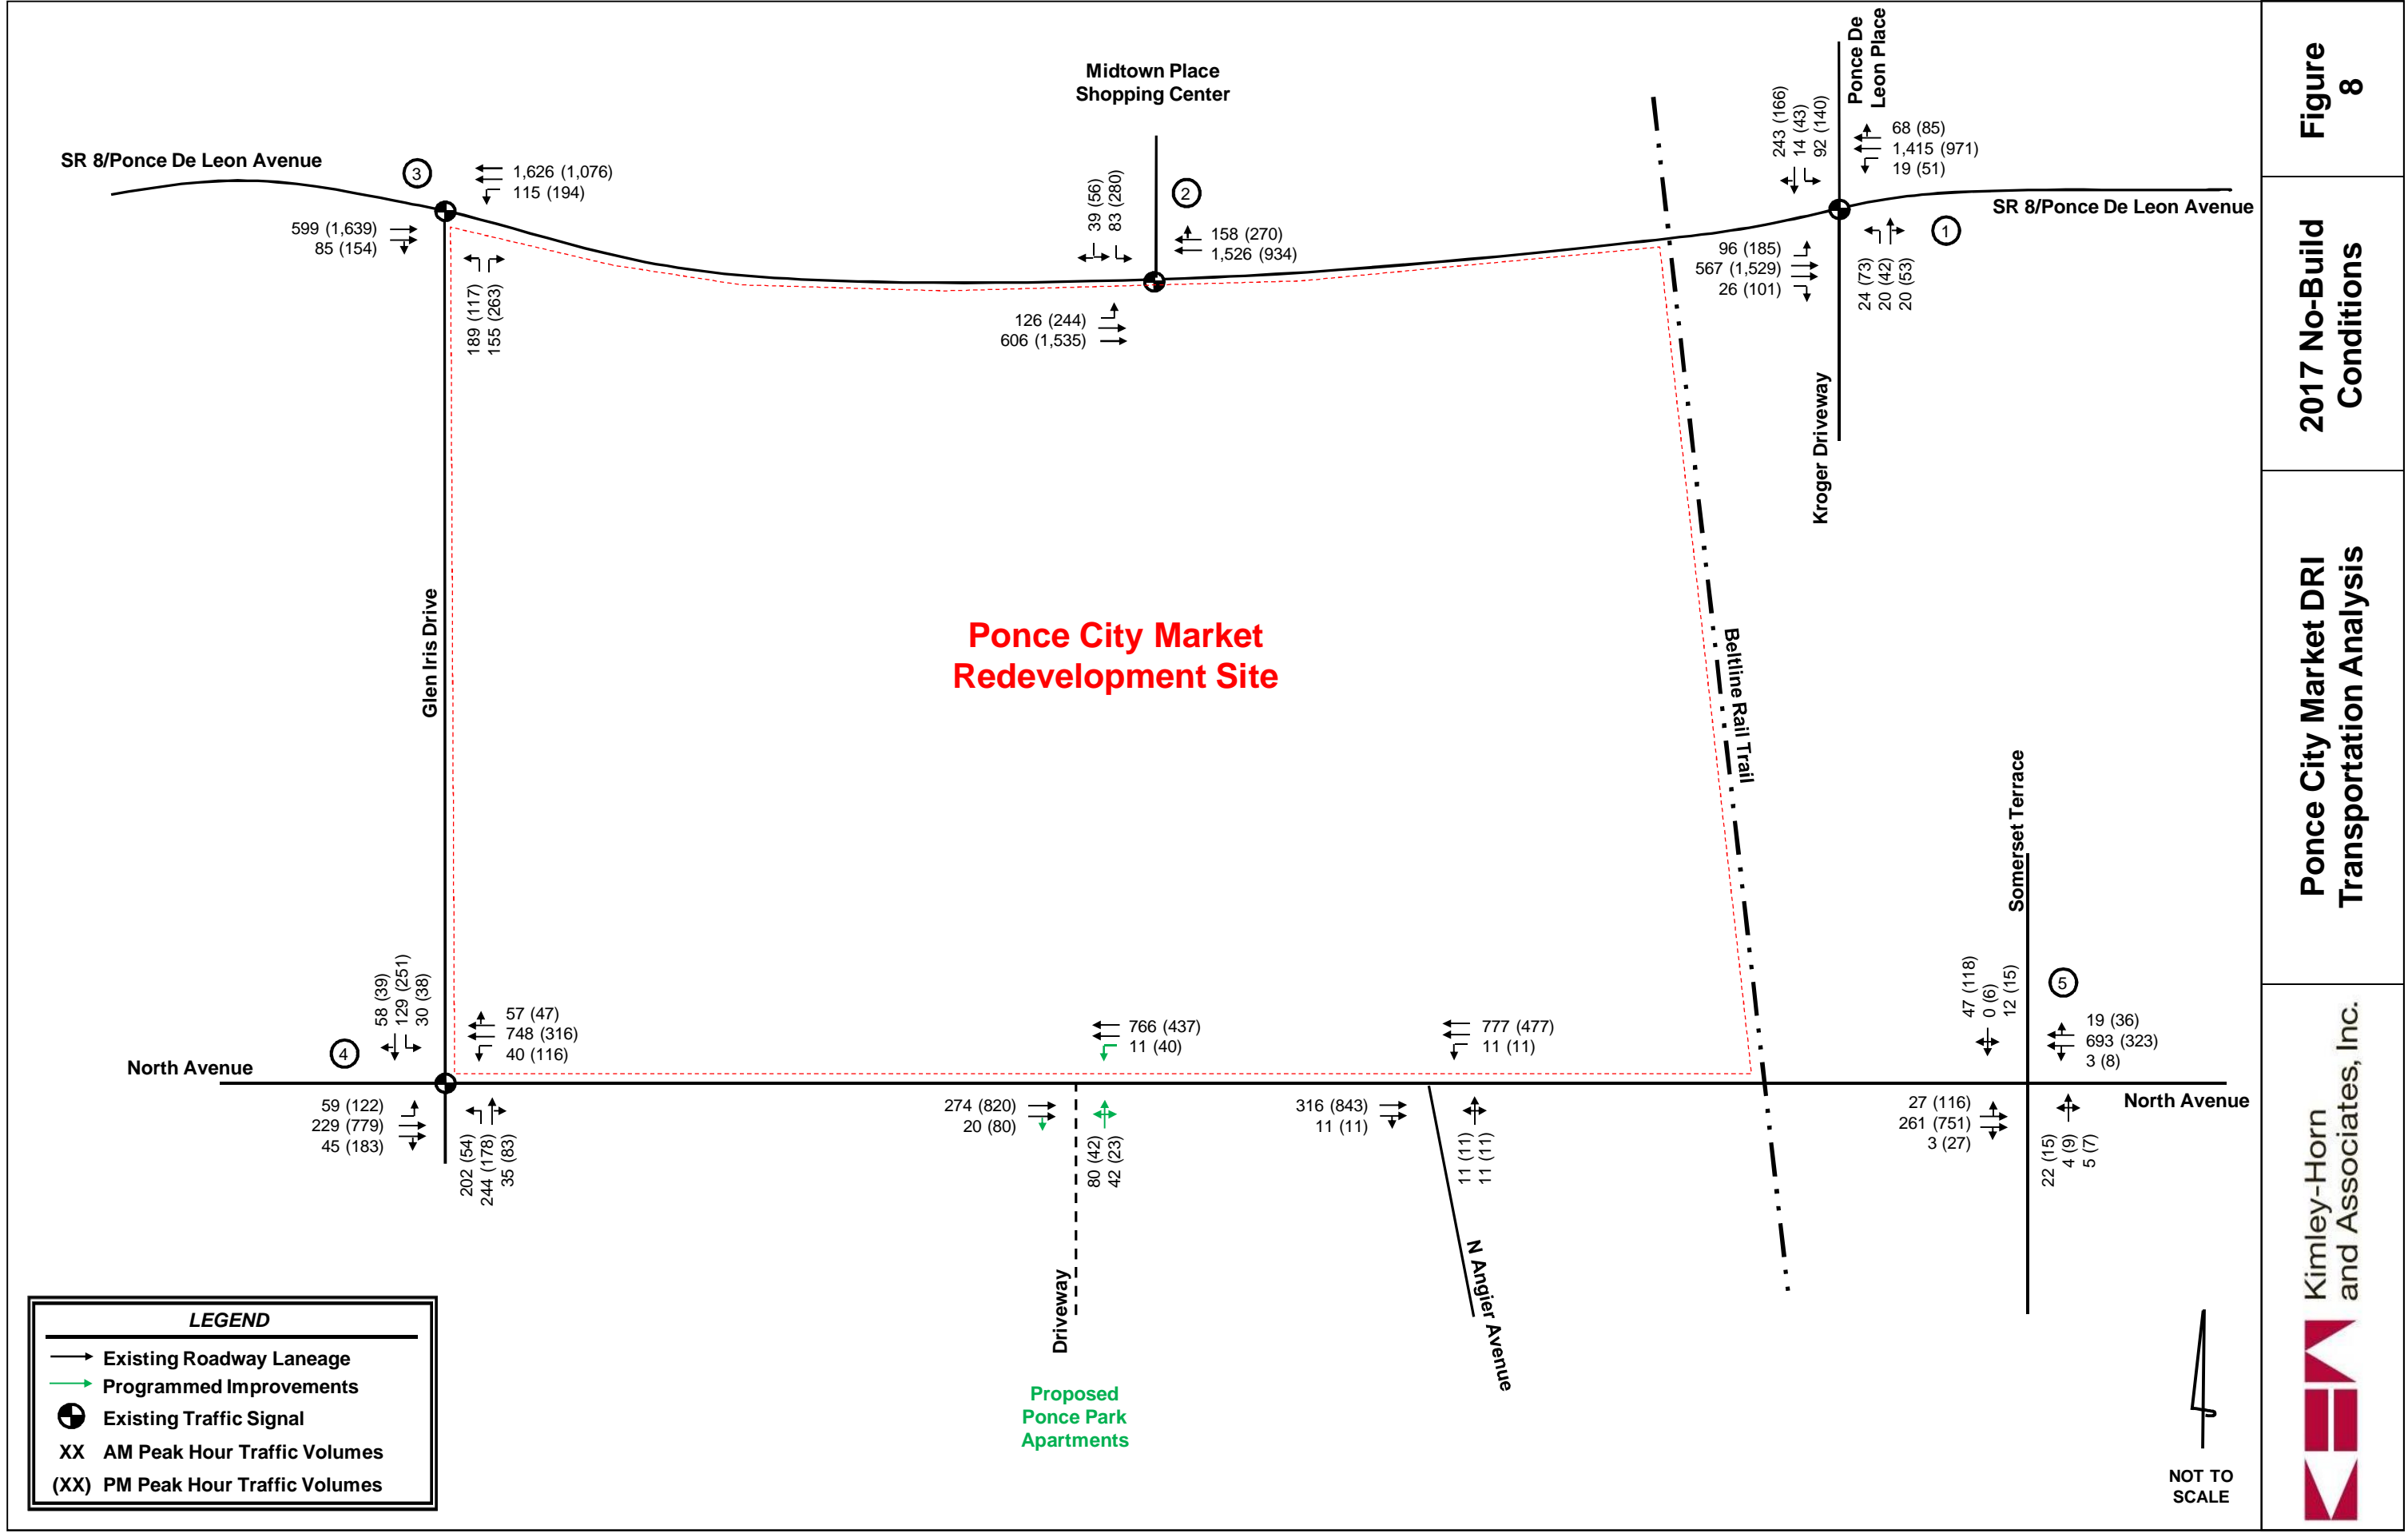 Midtown Place
Shopping Center
Ponce De
Leon Place
SR 8/Ponce De Leon Avenue
3
1,626 (1,076)
115 (194)
599 (1,639)
85 (154)
189 (117)
155 (263)
39 (56)
83 (280)
2
158 (270)
1,526 (934)
126 (244)
606 (1,535)
243 (166)
14 (43)
92 (140)
68 (85)
1,415 (971)
19 (51)
SR 8/Ponce De Leon Avenue
1
96 (185)
567 (1,529)
26 (101)
24 (73)
20 (42)
20 (53)
Kroger Driveway
Glen Iris Drive
Ponce City Market
Redevelopment Site
Beltline Rail Trail
Somerset Terrace
58 (39)
129 (251)
30 (38)
4
57 (47)
748 (316)
40 (116)
North Avenue
59 (122)
229 (779)
45 (183)
202 (54)
244 (178)
35 (83)
766 (437)
11 (40)
274 (820)
20 (80)
80 (42)
42 (23)
777 (477)
11 (11)
316 (843)
11 (11)
11 (11)
11 (11)
47 (118)
0 (6)
12 (15)
5
19 (36)
693 (323)
3 (8)
27 (116)
261 (751)
3 (27)
22 (15)
4 (9)
5 (7)
North Avenue
Driveway
N Angier Avenue
Proposed
Ponce Park
Apartments
LEGEND
Existing Roadway Laneage
Programmed Improvements
Existing Traffic Signal
XX AM Peak Hour Traffic Volumes
(XX) PM Peak Hour Traffic Volumes
NOT TO
SCALE
Figure
8
2017 No-Build
Conditions
Ponce City Market DRI
Transportation Analysis
Kimley-Horn
and Associates, Inc.